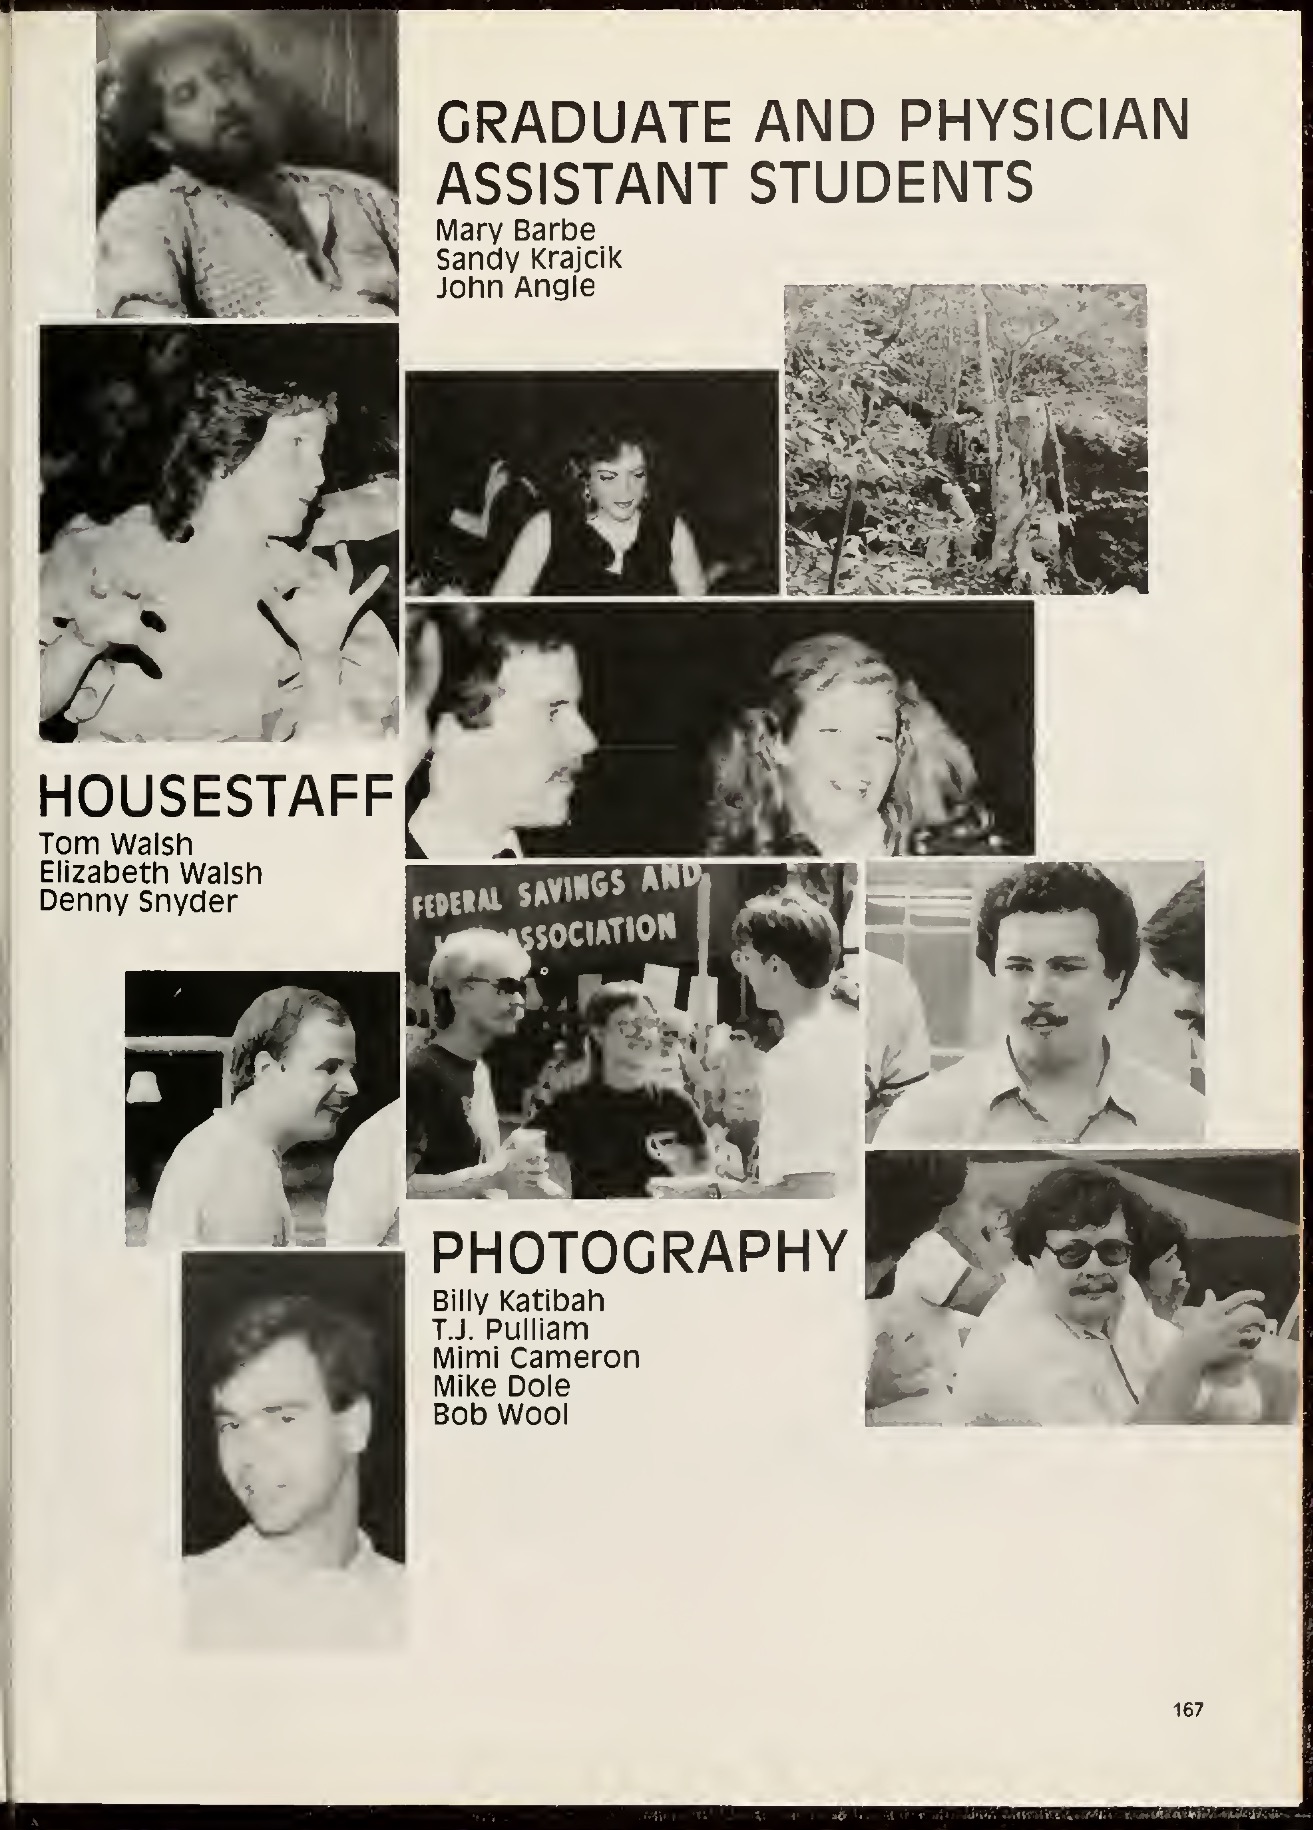 GRADUATE AND PHYSICIAN
ASSISTANT STUDENTS
Mary Barbe
Sandy Krajcik
John Angle
HOUSESTAFF
Tom Walsh
Elizabeth Walsh
Denny Snyder
FEDERAL SAVINGS AND
ASSOCIATION
PHOTOGRAPHY
Billy Katibah
T.J. Pulliam
Mimi Cameron
Mike Dole
Bob Wool
167